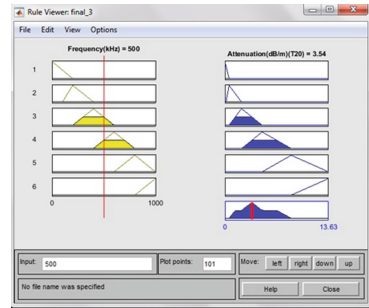 Rule Viewer: final_3
File Edit View Options
Frequency(kHz) = 500
Attenuation(dB/m)(T20) = 3.54
1
2
3
4
5
6
0 1000
0 13.63
Input: 500
Plot points: 101
Move: left right down up
No file name was specified
Help Close